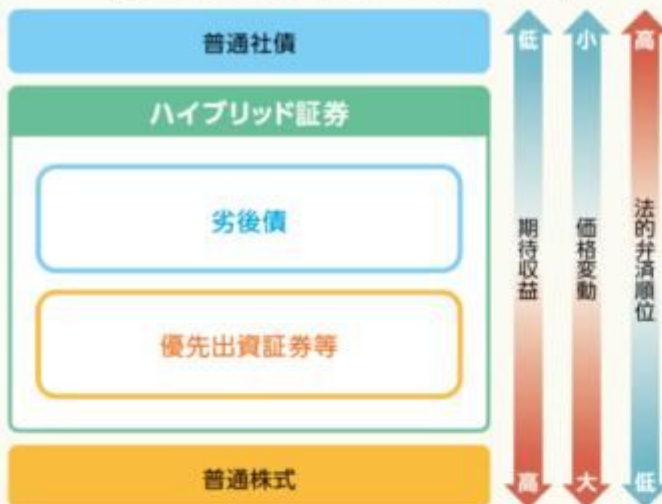 普通社債
ハイブリッド証券
劣後債
優先出資証券等
普通株式
低
期待収益
高
小
価格変動
大
高
法的弁済順位
低